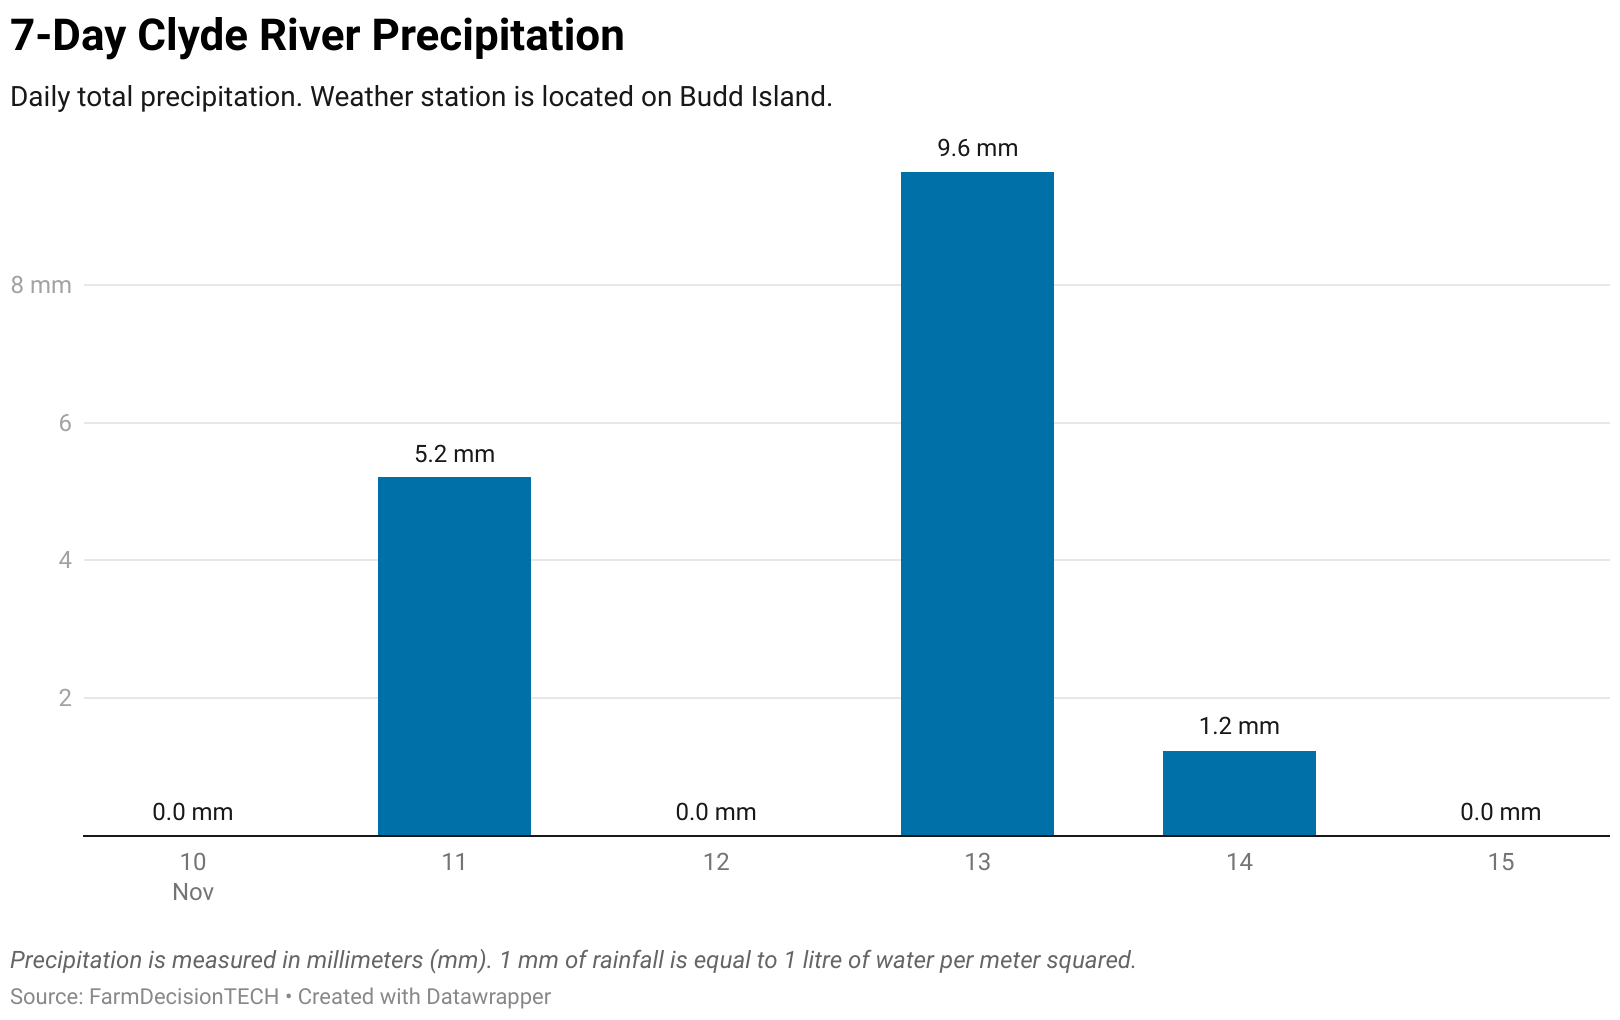 7-Day Clyde River Precipitation
Daily total precipitation. Weather station is located on Budd Island.
9.6 mm
8 mm
6
5.2 mm
4
2
1.2 mm
0.0 mm 0.0 mm 0.0 mm
10 11 12 13 14 15
Nov
Precipitation is measured in millimeters (mm). 1 mm of rainfall is equal to 1 litre of water per meter squared.
Source: FarmDecisionTECH • Created with Datawrapper